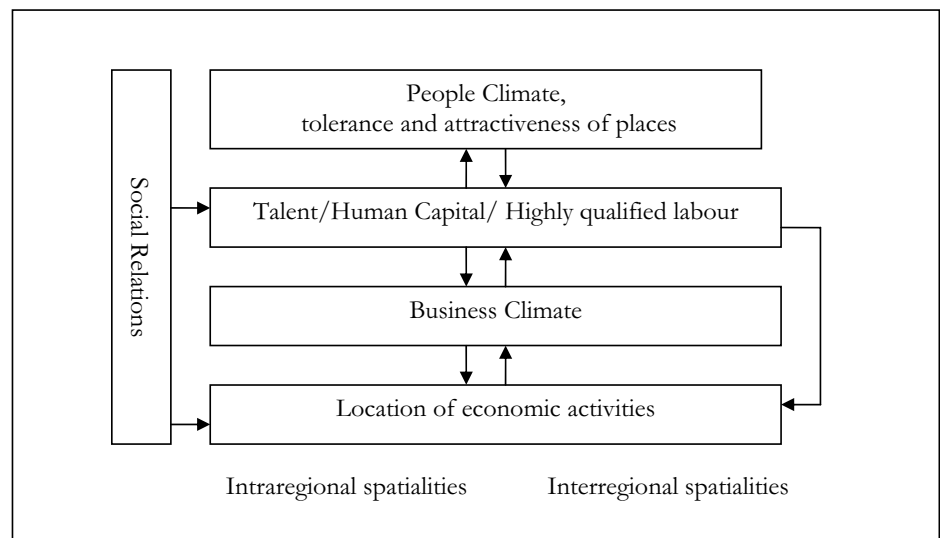 People Climate,
tolerance and attractiveness of places
Social Relations
Talent/Human Capital/ Highly qualified labour
Business Climate
Location of economic activities
Intraregional spatialities
Interregional spatialities